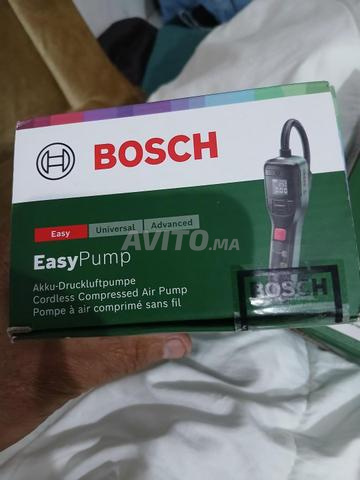 BOSCH
Easy Universal Advanced
AVITO.MA
EasyPump
Akku-Druckluftpumpe
Cordless Compressed Air Pump
Pompe à air comprimé sans fil
BOSCH